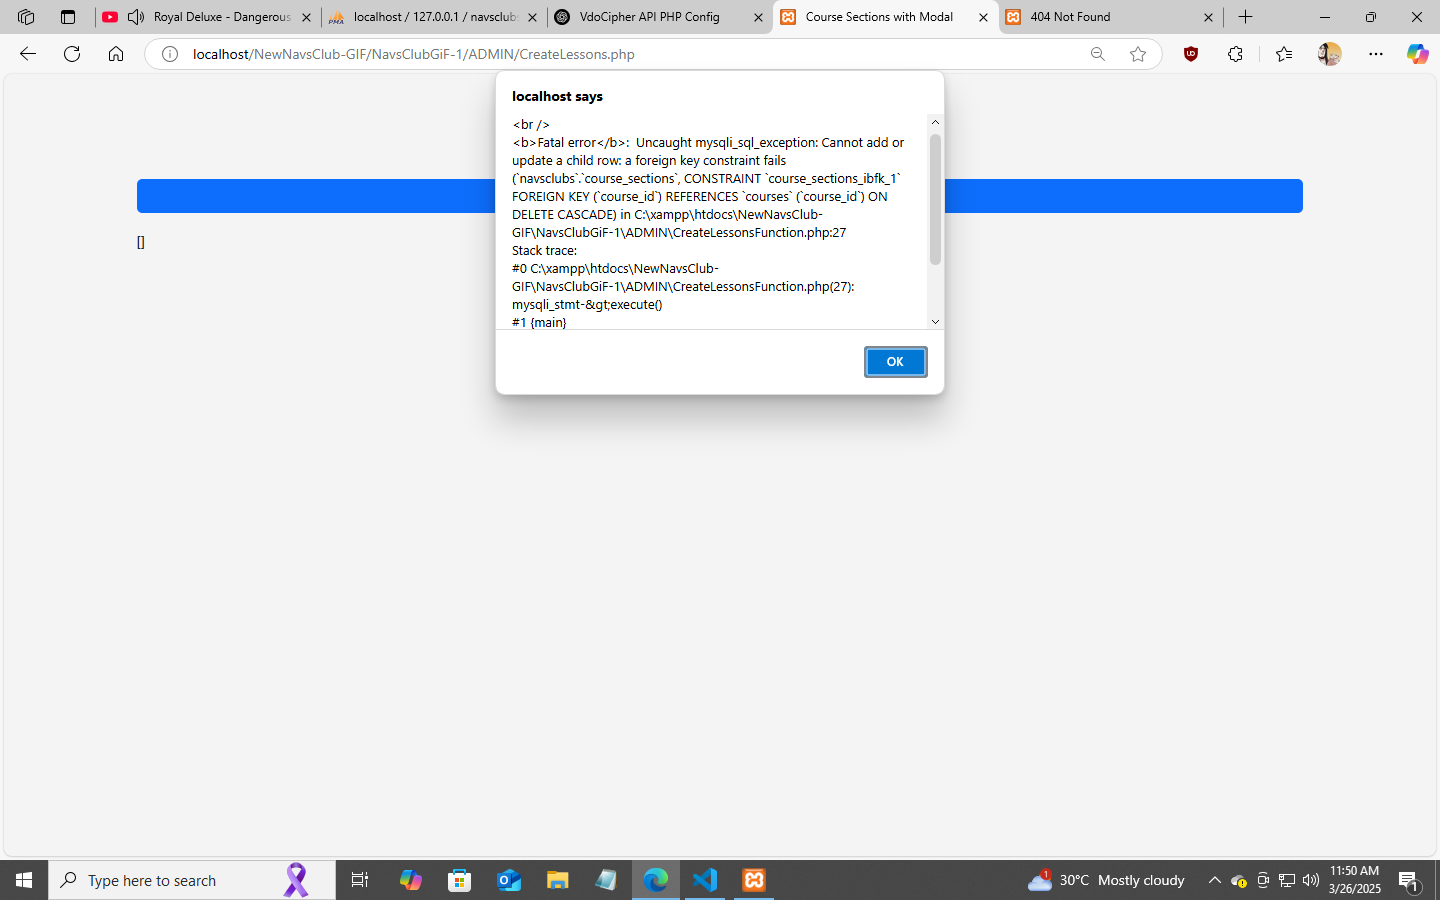 Royal Deluxe - Dangerous
PMA
localhost / 127.0.0.1 / navsclubs
VdoCipher API PHP Config
Course Sections with Modal
404 Not Found
localhost/NewNavsClub-GIF/NavsClubGiF-1/ADMIN/CreateLessons.php
localhost says
<br />
<b>Fatal error</b>:  Uncaught mysqli_sql_exception: Cannot add or
update a child row: a foreign key constraint fails
(`navsclubs`.`course_sections`, CONSTRAINT `course_sections_ibfk_1`
FOREIGN KEY (`course_id`) REFERENCES `courses` (`course_id`) ON
DELETE CASCADE) in C:\xampp\htdocs\NewNavsClub-
GIF\NavsClubGiF-1\ADMIN\CreateLessonsFunction.php:27
Stack trace:
#0 C:\xampp\htdocs\NewNavsClub-
GIF\NavsClubGiF-1\ADMIN\CreateLessonsFunction.php(27):
mysqli_stmt-&gt;execute()
#1 {main}
OK
[]
Type here to search
1
30°C Mostly cloudy
11:50 AM
3/26/2025
1